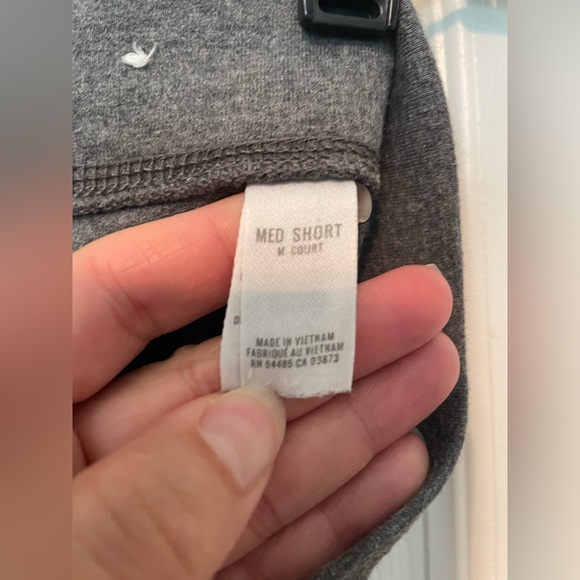 MED SHORT
M. COURT
MADE IN VIETNAM
FABRIQUÉ AU VIETNAM
RN 54485 CA 03873